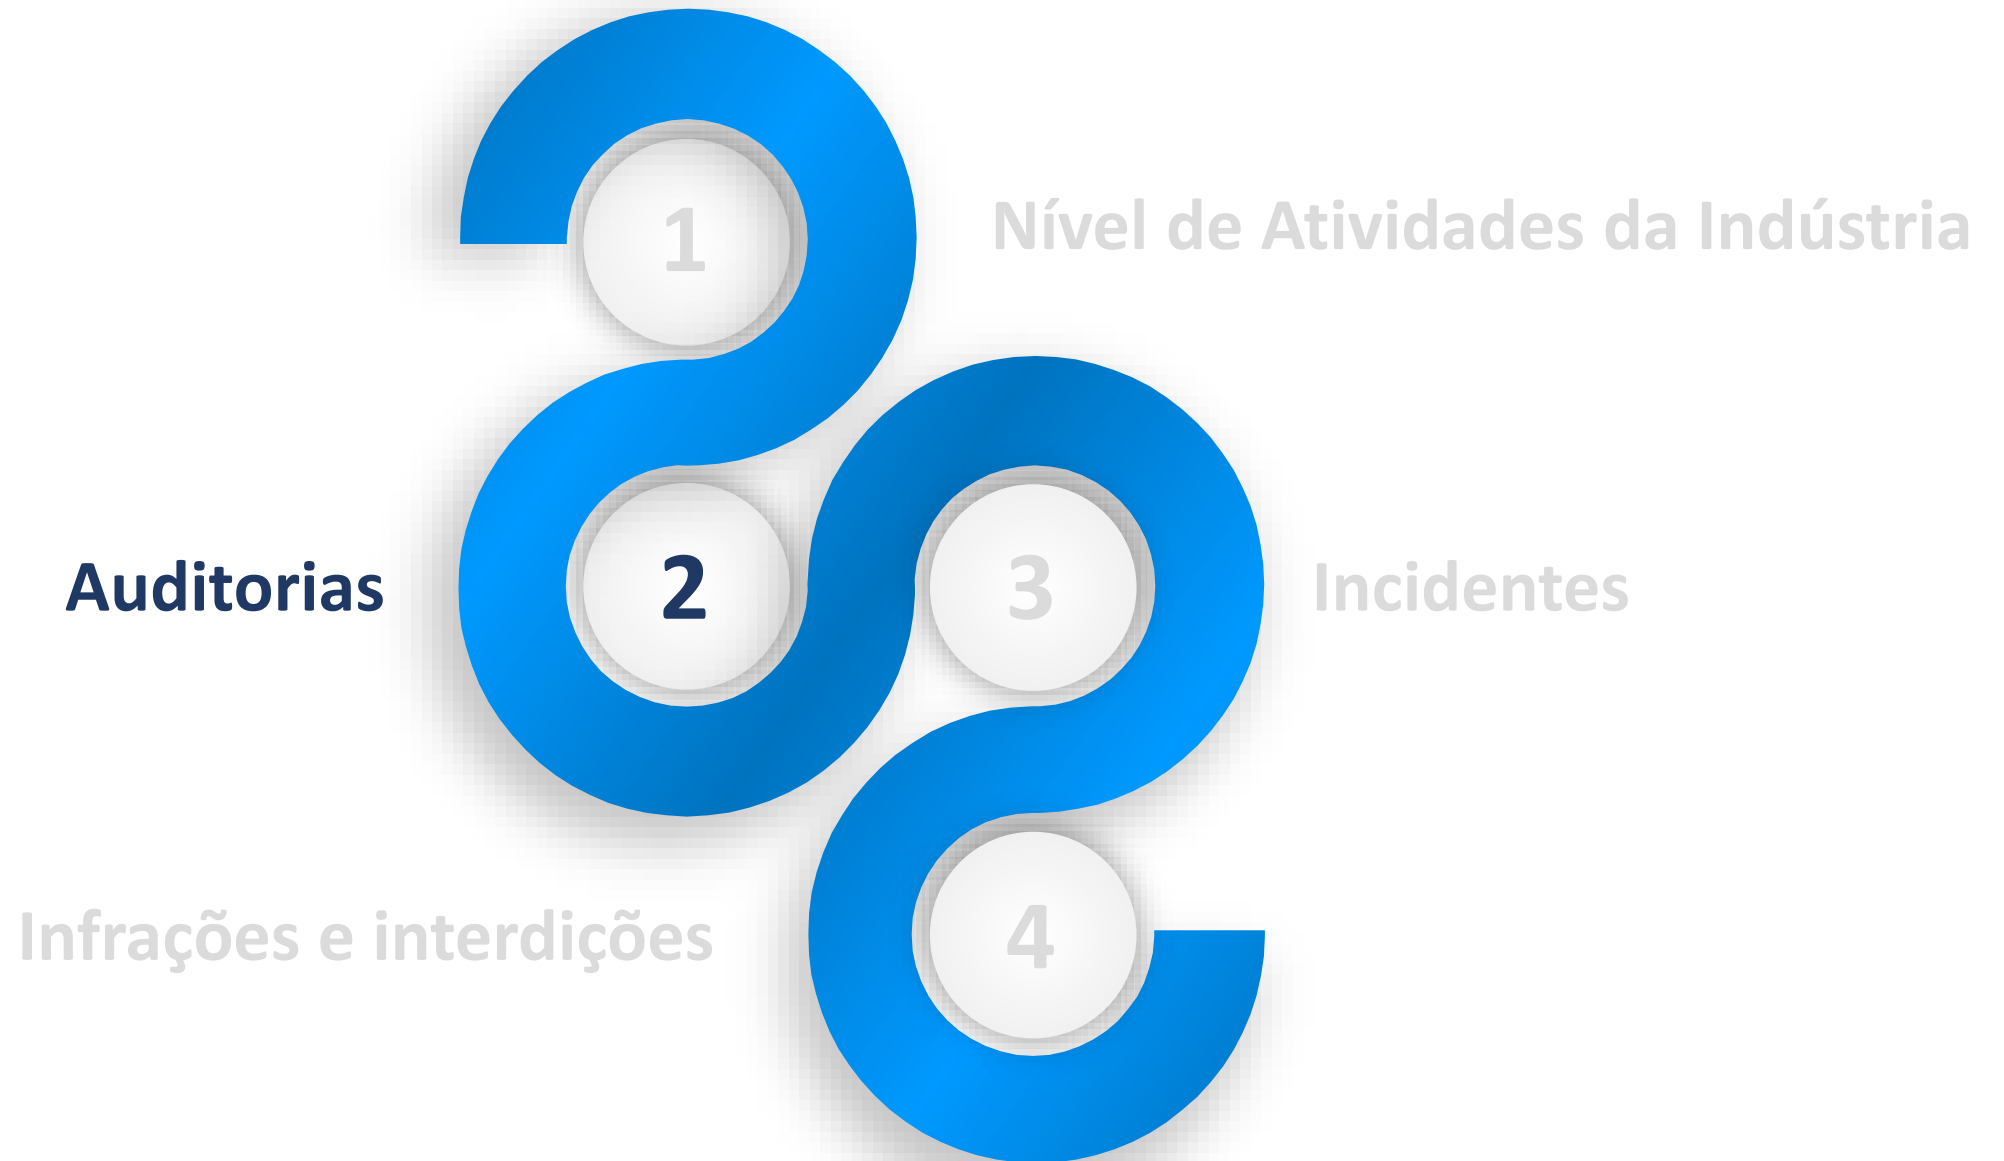 1
Nível de Atividades da Indústria
Auditorias
2
3
Incidentes
Infrações e interdições
4